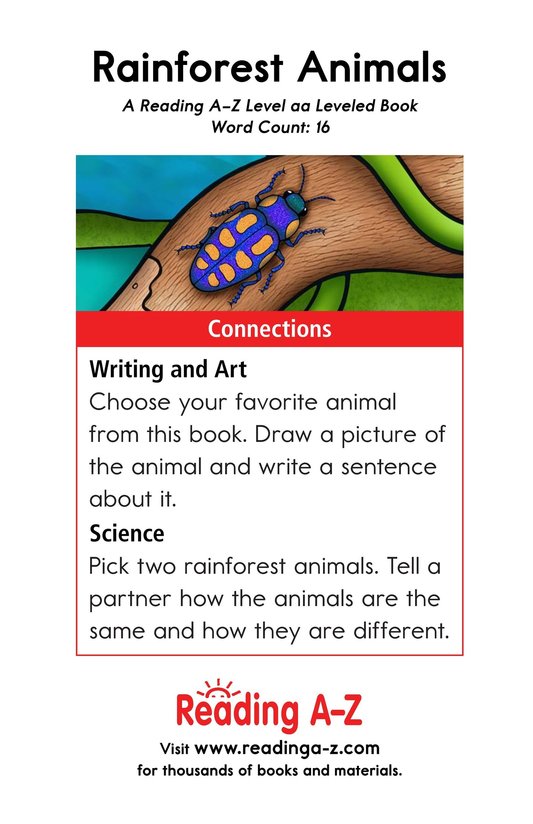 Rainforest Animals
A Reading A–Z Level aa Leveled Book
Word Count: 16
Connections
Writing and Art
Choose your favorite animal
from this book. Draw a picture of
the animal and write a sentence
about it.
Science
Pick two rainforest animals. Tell a
partner how the animals are the
same and how they are different.
Reading A–Z
Visit www.readinga-z.com
for thousands of books and materials.